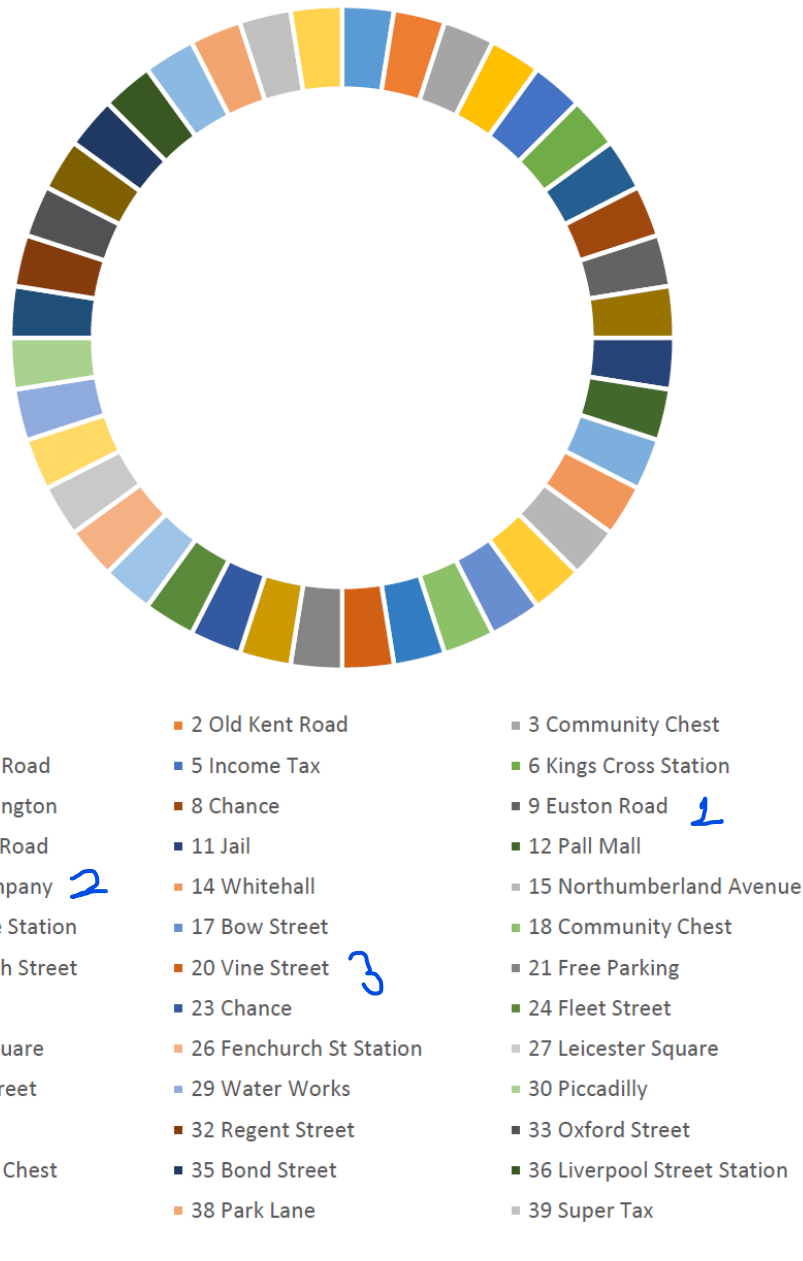 2 Old Kent Road 3 Community Chest
Road 5 Income Tax 6 Kings Cross Station
ngton 8 Chance 9 Euston Road 1
Road 11 Jail 12 Pall Mall
mpany 2 14 Whitehall 15 Northumberland Avenue
Station 17 Bow Street 18 Community Chest
h Street 20 Vine Street 3 21 Free Parking
23 Chance 24 Fleet Street
uare 26 Fenchurch St Station 27 Leicester Square
reet 29 Water Works 30 Piccadilly
32 Regent Street 33 Oxford Street
Chest 35 Bond Street 36 Liverpool Street Station
38 Park Lane 39 Super Tax